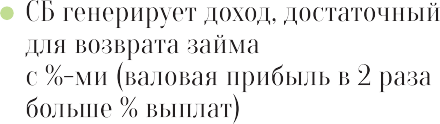 СБ генерирует доход, достаточный
для возврата займа
с %-ми (валовая прибыль в 2 раза
больше % выплат)